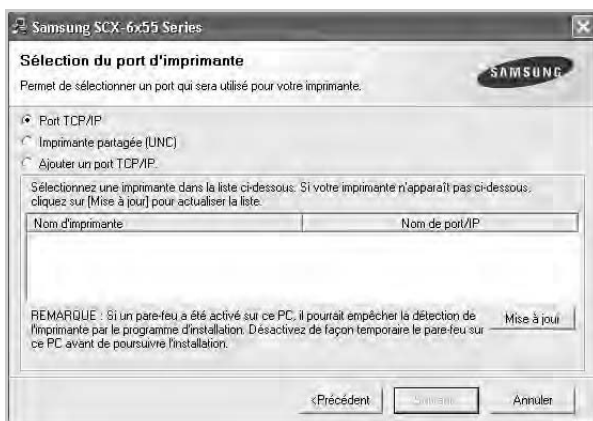 Samsung SCX-6x55 Series
Sélection du port d'imprimante
Permet de sélectionner un port qui sera utilisé pour votre imprimante.
SAMSUNG
Port TCP/IP
Imprimante partagée (UNC)
Ajouter un port TCP/IP.
Sélectionnez une imprimante dans la liste ci-dessous. Si votre imprimante n'apparaît pas ci-dessous,
cliquez sur [Mise à jour] pour actualiser la liste.
Nom d'imprimante Nom de port/IP
REMARQUE : Si un pare-feu a été activé sur ce PC, il pourrait empêcher la détection de
l'imprimante par le programme d'installation. Désactivez de façon temporaire le pare-feu sur
ce PC avant de poursuivre l'installation.
Mise à jour
<Précédent Suivant> Annuler